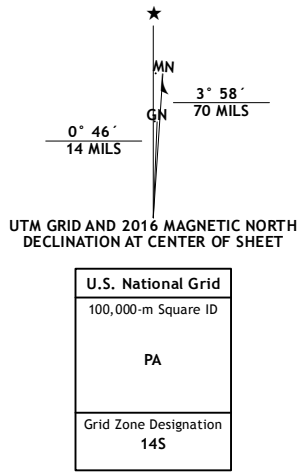 MN
3° 58´
70 MILS
GN
0° 46´
14 MILS
UTM GRID AND 2016 MAGNETIC NORTH
DECLINATION AT CENTER OF SHEET
U.S. National Grid
100,000-m Square ID
PA
Grid Zone Designation
14S